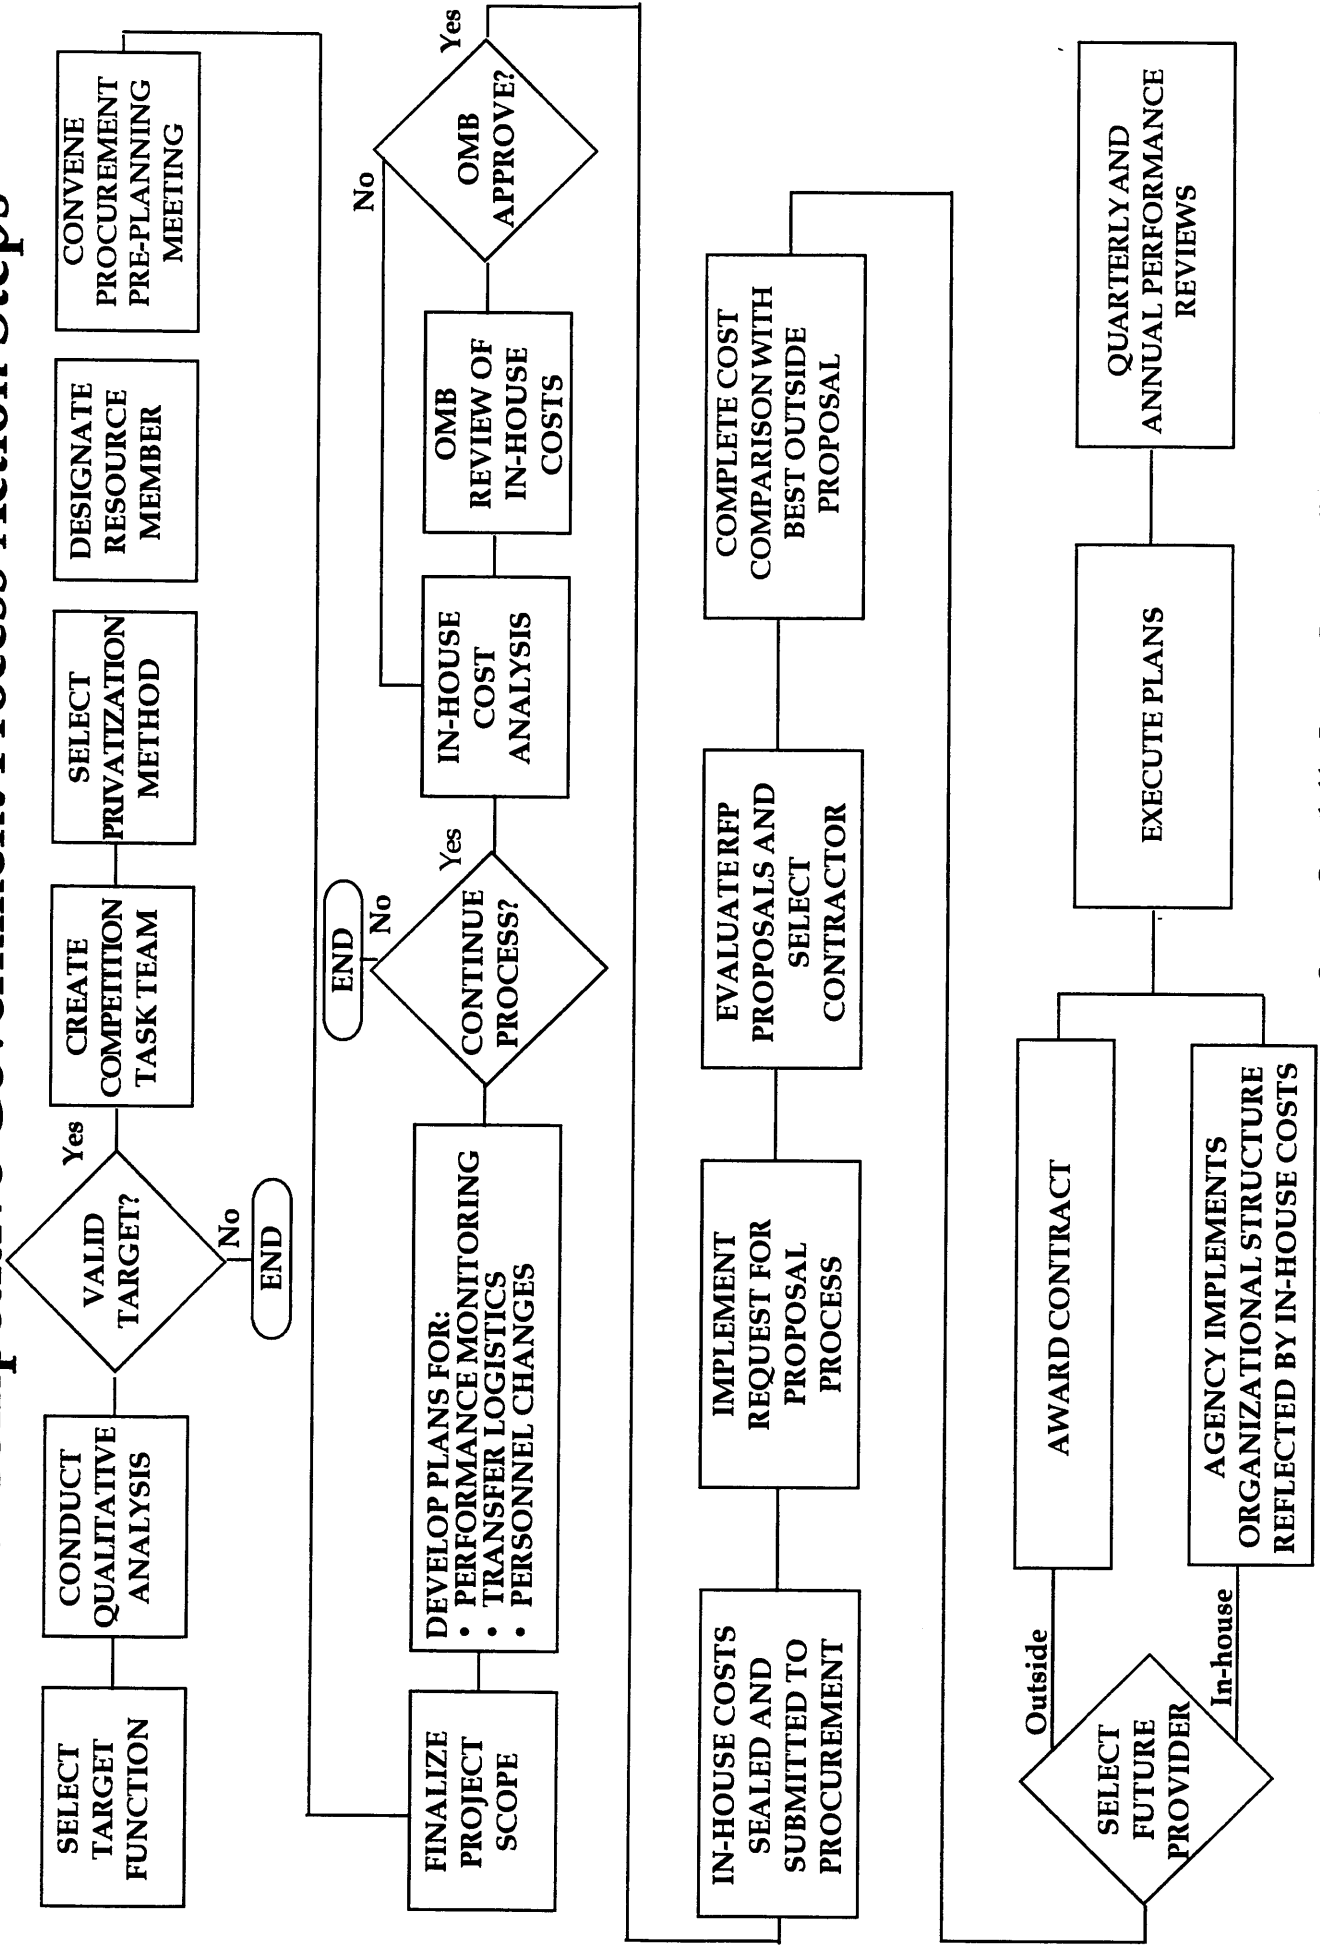 Government Process Action Steps
SELECT
TARGET
FUNCTION
CONDUCT
QUALITATIVE
ANALYSIS
VALID
TARGET?
Yes
No
END
CREATE
COMPETITION
TASK TEAM
SELECT
PRIVATIZATION
METHOD
DESIGNATE
RESOURCE
MEMBER
CONVENE
PROCUREMENT
PRE-PLANNING
MEETING
FINALIZE
PROJECT
SCOPE
DEVELOP PLANS FOR:
• PERFORMANCE MONITORING
• TRANSFER LOGISTICS
• PERSONNEL CHANGES
CONTINUE
PROCESS?
No
END
Yes
IN-HOUSE
COST
ANALYSIS
OMB
REVIEW OF
IN-HOUSE
COSTS
OMB
APPROVE?
No
Yes
IN-HOUSE COSTS
SEALED AND
SUBMITTED TO
PROCUREMENT
IMPLEMENT
REQUEST FOR
PROPOSAL
PROCESS
EVALUATE RFP
PROPOSALS AND
SELECT
CONTRACTOR
COMPLETE COST
COMPARISON WITH
BEST OUTSIDE
PROPOSAL
SELECT
FUTURE
PROVIDER
Outside
In-house
AWARD CONTRACT
AGENCY IMPLEMENTS
ORGANIZATIONAL STRUCTURE
REFLECTED BY IN-HOUSE COSTS
EXECUTE PLANS
QUARTERLY AND
ANNUAL PERFORMANCE
REVIEWS